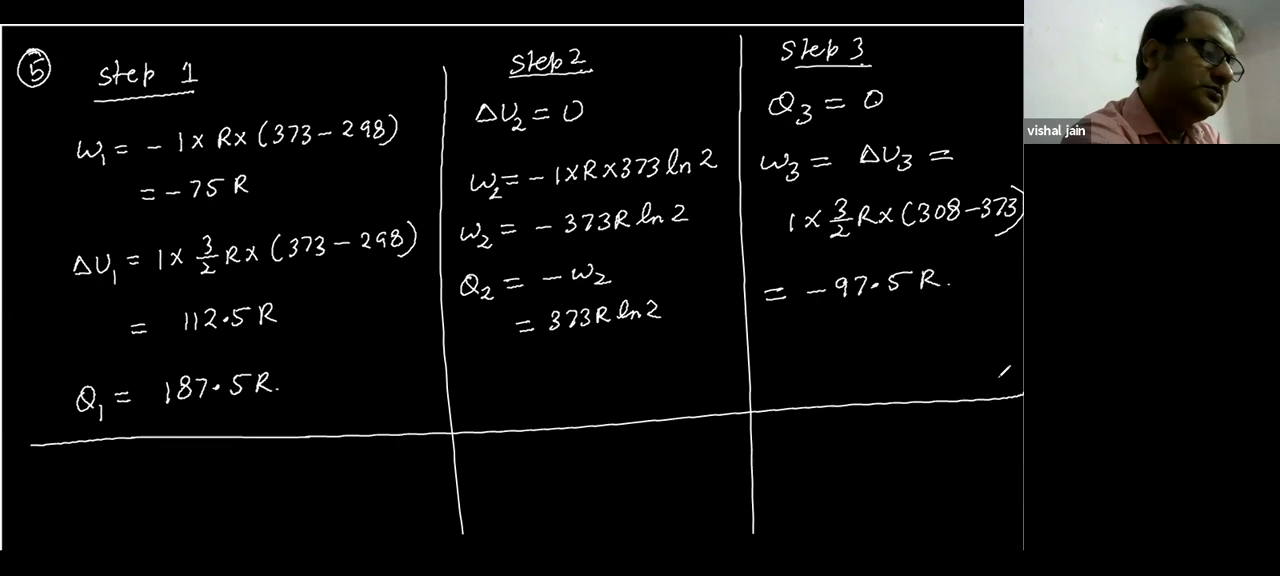 5
Step 1
W₁ = - 1 × R × (373 - 298)
= - 75 R
ΔU₁ = 1 × 3/2 R × (373 - 298)
= 112.5 R
Q₁ = 187.5 R.
Step 2
ΔU₂ = 0
W₂ = - 1 × R × 373 ln 2
W₂ = - 373 R ln 2
Q₂ = - W₂
= 373 R ln 2
Step 3
Q₃ = 0
W₃ = ΔU₃ =
1 × 3/2 R × (308 - 373)
= - 97.5 R.
vishal jain